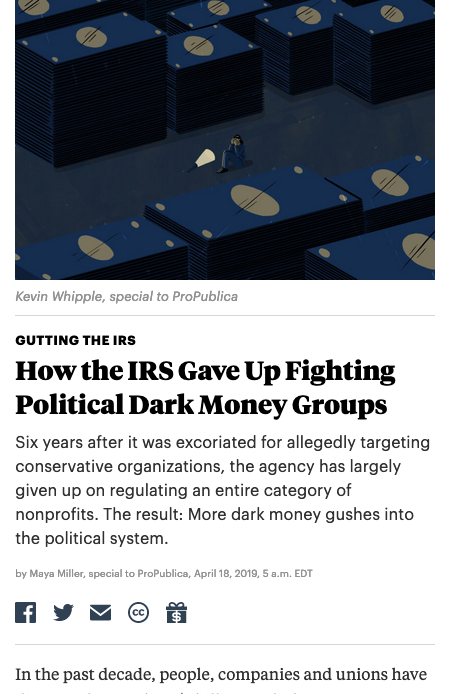 Kevin Whipple, special to ProPublica
GUTTING THE IRS
How the IRS Gave Up Fighting
Political Dark Money Groups
Six years after it was excoriated for allegedly targeting
conservative organizations, the agency has largely
given up on regulating an entire category of
nonprofits. The result: More dark money gushes into
the political system.
by Maya Miller, special to ProPublica, April 18, 2019, 5 a.m. EDT
cc
$
In the past decade, people, companies and unions have